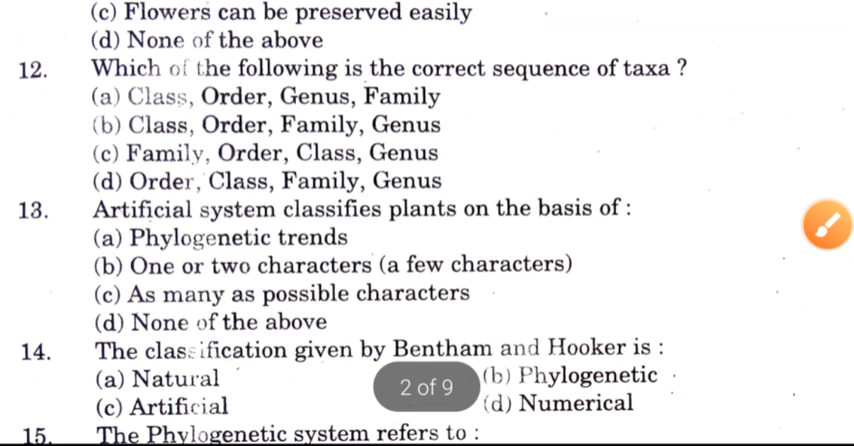 (c) Flowers can be preserved easily
(d) None of the above
12. Which of the following is the correct sequence of taxa ?
(a) Class, Order, Genus, Family
(b) Class, Order, Family, Genus
(c) Family, Order, Class, Genus
(d) Order, Class, Family, Genus
13. Artificial system classifies plants on the basis of :
(a) Phylogenetic trends
(b) One or two characters (a few characters)
(c) As many as possible characters
(d) None of the above
14. The classification given by Bentham and Hooker is :
(a) Natural (b) Phylogenetic
2 of 9
(c) Artificial (d) Numerical
15. The Phylogenetic system refers to :